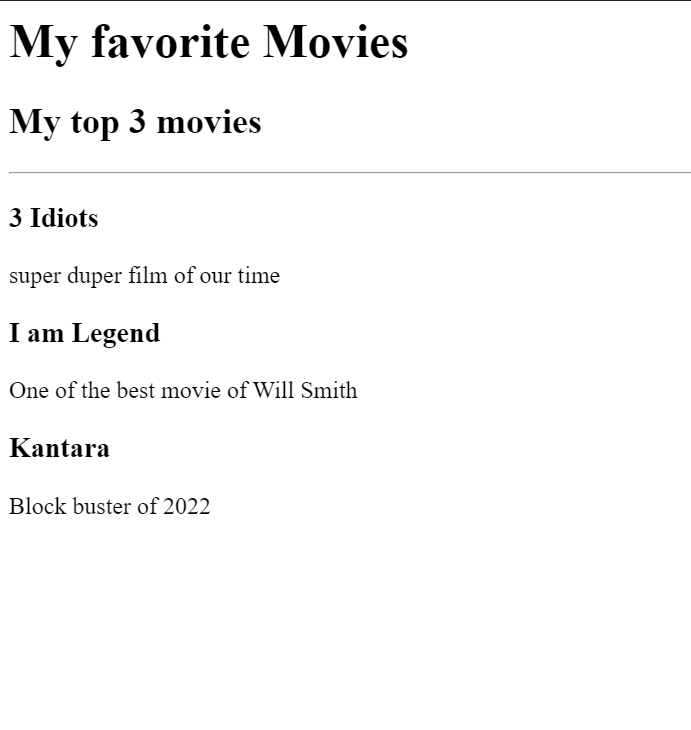 My favorite Movies
My top 3 movies
3 Idiots
super duper film of our time
I am Legend
One of the best movie of Will Smith
Kantara
Block buster of 2022